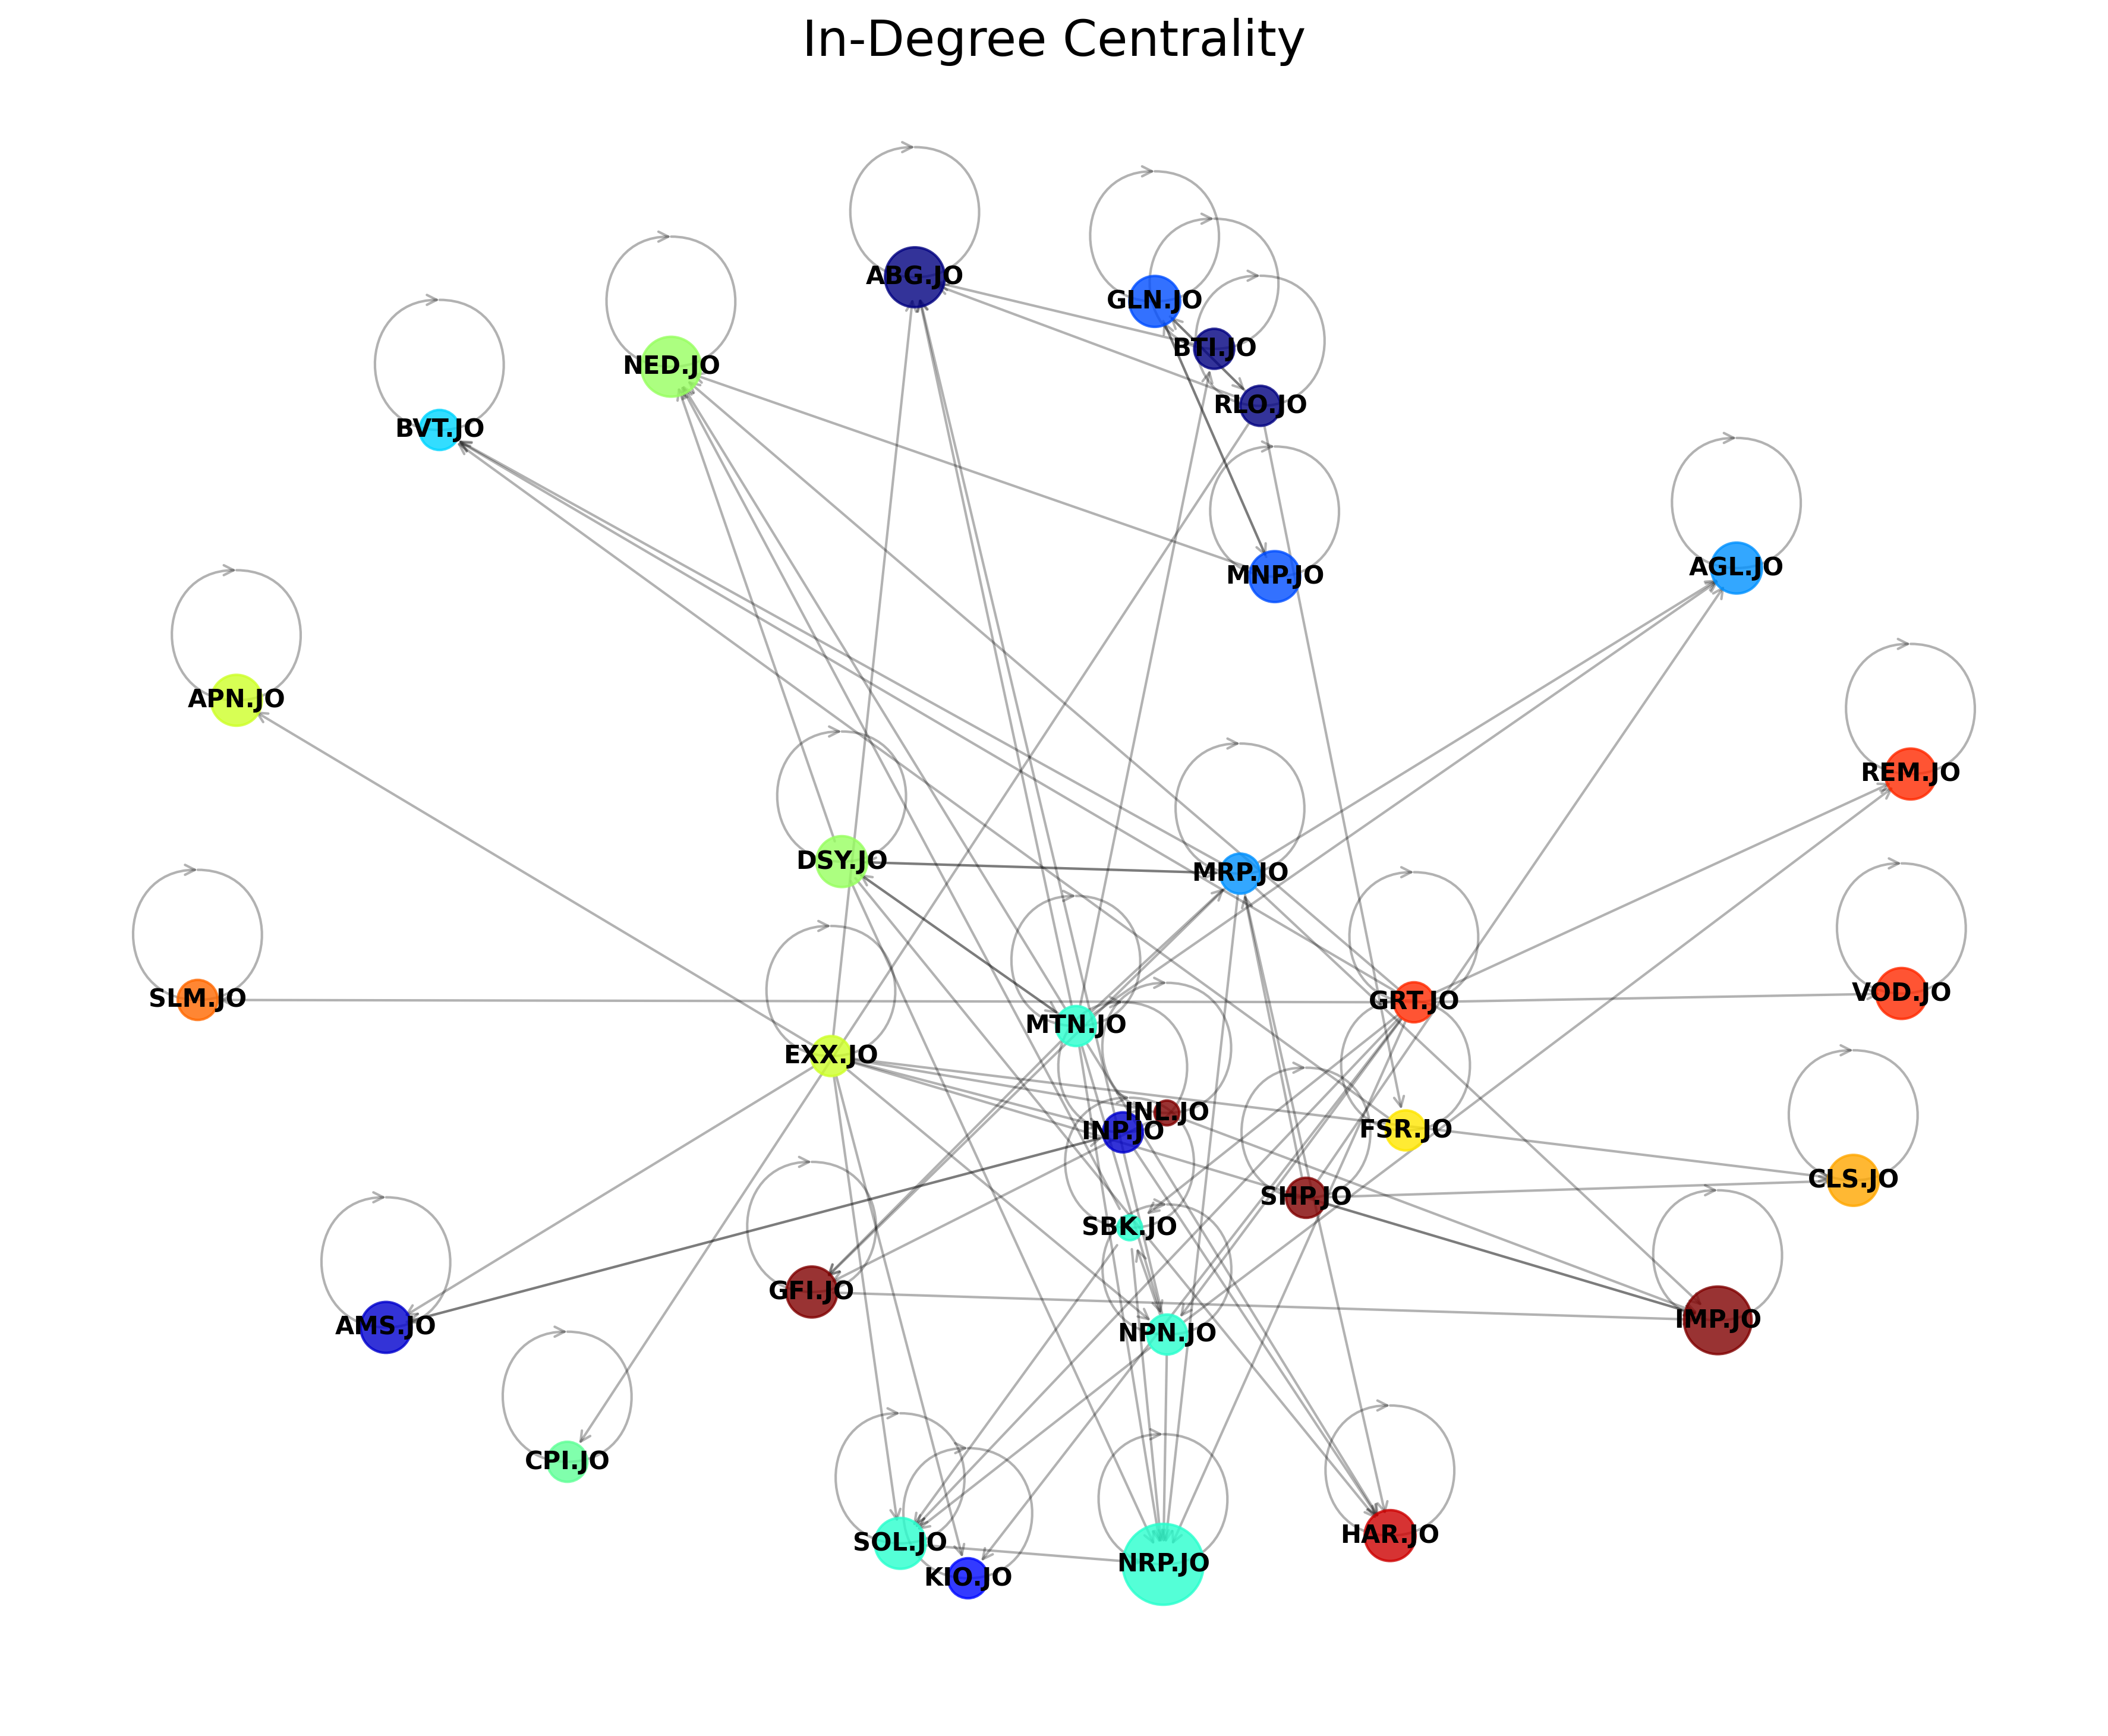 In-Degree Centrality
ABG.JO
GLN.JO
BTI.JO
NED.JO
RLO.JO
BVT.JO
AGL.JO
MNP.JO
APN.JO
REM.JO
DSY.JO
MRP.JO
VOD.JO
SLM.JO
GRT.JO
MTN.JO
EXX.JO
INL.JO
INP.JO
FSR.JO
CLS.JO
SHP.JO
SBK.JO
GFI.JO
IMP.JO
AMS.JO
NPN.JO
CPI.JO
HAR.JO
SOL.JO
NRP.JO
KIO.JO